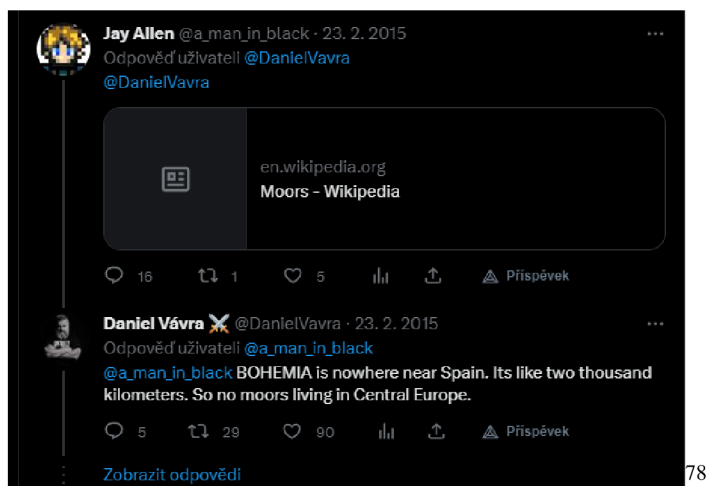 Jay Allen @a_man_in_black · 23. 2. 2015
Odpověď uživateli @DanielVavra
@DanielVavra
en.wikipedia.org
Moors - Wikipedia
16 1 5 Příspěvek
Daniel Vávra ⚔️ @DanielVavra · 23. 2. 2015
Odpověď uživateli @a_man_in_black
@a_man_in_black BOHEMIA is nowhere near Spain. Its like two thousand
kilometers. So no moors living in Central Europe.
5 29 90 Příspěvek
Zobrazit odpovědi
78